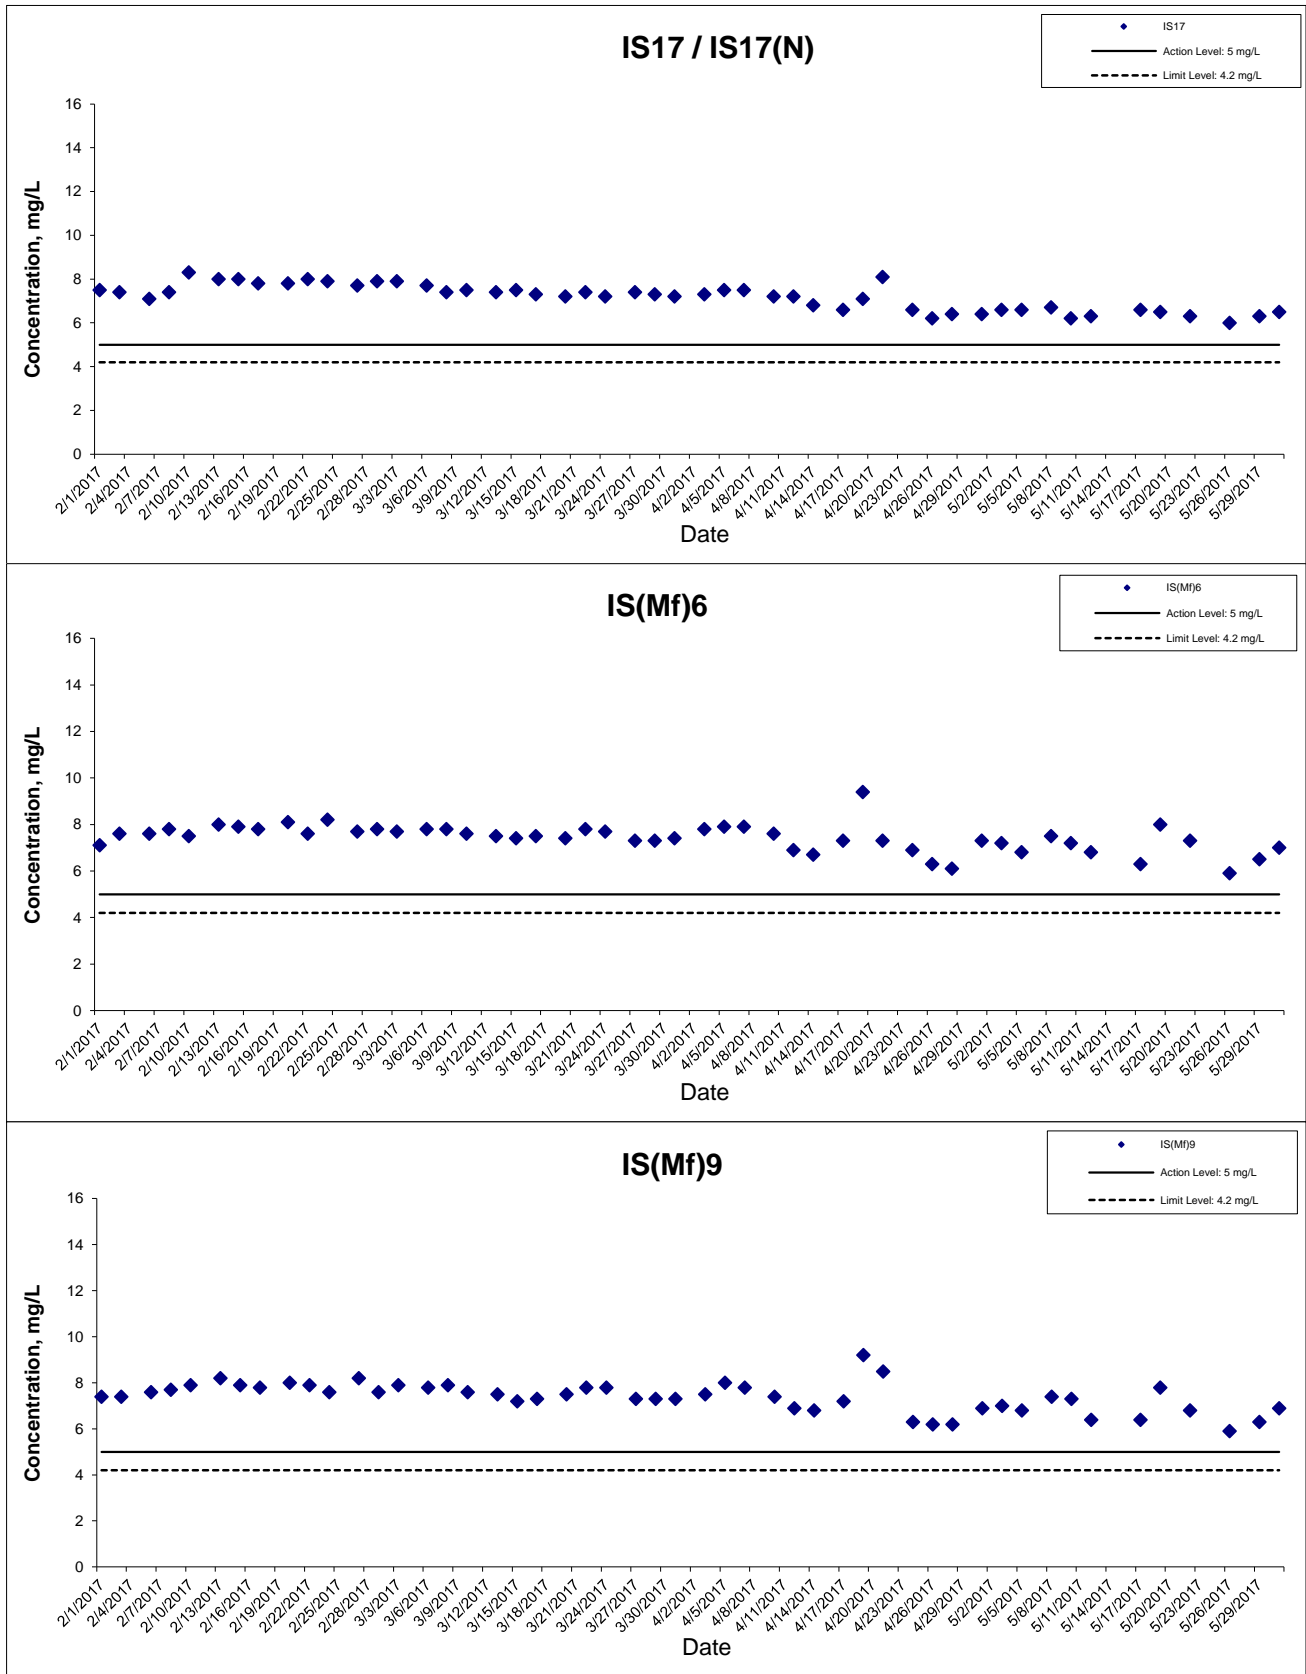 IS17 / IS17(N)
IS17
Action Level: 5 mg/L
Limit Level: 4.2 mg/L
Concentration, mg/L
16
14
12
10
8
6
4
2
0
2/1/2017 2/4/2017 2/7/2017 2/10/2017 2/13/2017 2/16/2017 2/19/2017 2/22/2017 2/25/2017 2/28/2017 3/3/2017 3/6/2017 3/9/2017 3/12/2017 3/15/2017 3/18/2017 3/21/2017 3/24/2017 3/27/2017 3/30/2017 4/2/2017 4/5/2017 4/8/2017 4/11/2017 4/14/2017 4/17/2017 4/20/2017 4/23/2017 4/26/2017 4/29/2017 5/2/2017 5/5/2017 5/8/2017 5/11/2017 5/14/2017 5/17/2017 5/20/2017 5/23/2017 5/26/2017 5/29/2017
Date
IS(Mf)6
IS(Mf)6
Action Level: 5 mg/L
Limit Level: 4.2 mg/L
Concentration, mg/L
16
14
12
10
8
6
4
2
0
2/1/2017 2/4/2017 2/7/2017 2/10/2017 2/13/2017 2/16/2017 2/19/2017 2/22/2017 2/25/2017 2/28/2017 3/3/2017 3/6/2017 3/9/2017 3/12/2017 3/15/2017 3/18/2017 3/21/2017 3/24/2017 3/27/2017 3/30/2017 4/2/2017 4/5/2017 4/8/2017 4/11/2017 4/14/2017 4/17/2017 4/20/2017 4/23/2017 4/26/2017 4/29/2017 5/2/2017 5/5/2017 5/8/2017 5/11/2017 5/14/2017 5/17/2017 5/20/2017 5/23/2017 5/26/2017 5/29/2017
Date
IS(Mf)9
IS(Mf)9
Action Level: 5 mg/L
Limit Level: 4.2 mg/L
Concentration, mg/L
16
14
12
10
8
6
4
2
0
2/1/2017 2/4/2017 2/7/2017 2/10/2017 2/13/2017 2/16/2017 2/19/2017 2/22/2017 2/25/2017 2/28/2017 3/3/2017 3/6/2017 3/9/2017 3/12/2017 3/15/2017 3/18/2017 3/21/2017 3/24/2017 3/27/2017 3/30/2017 4/2/2017 4/5/2017 4/8/2017 4/11/2017 4/14/2017 4/17/2017 4/20/2017 4/23/2017 4/26/2017 4/29/2017 5/2/2017 5/5/2017 5/8/2017 5/11/2017 5/14/2017 5/17/2017 5/20/2017 5/23/2017 5/26/2017 5/29/2017
Date